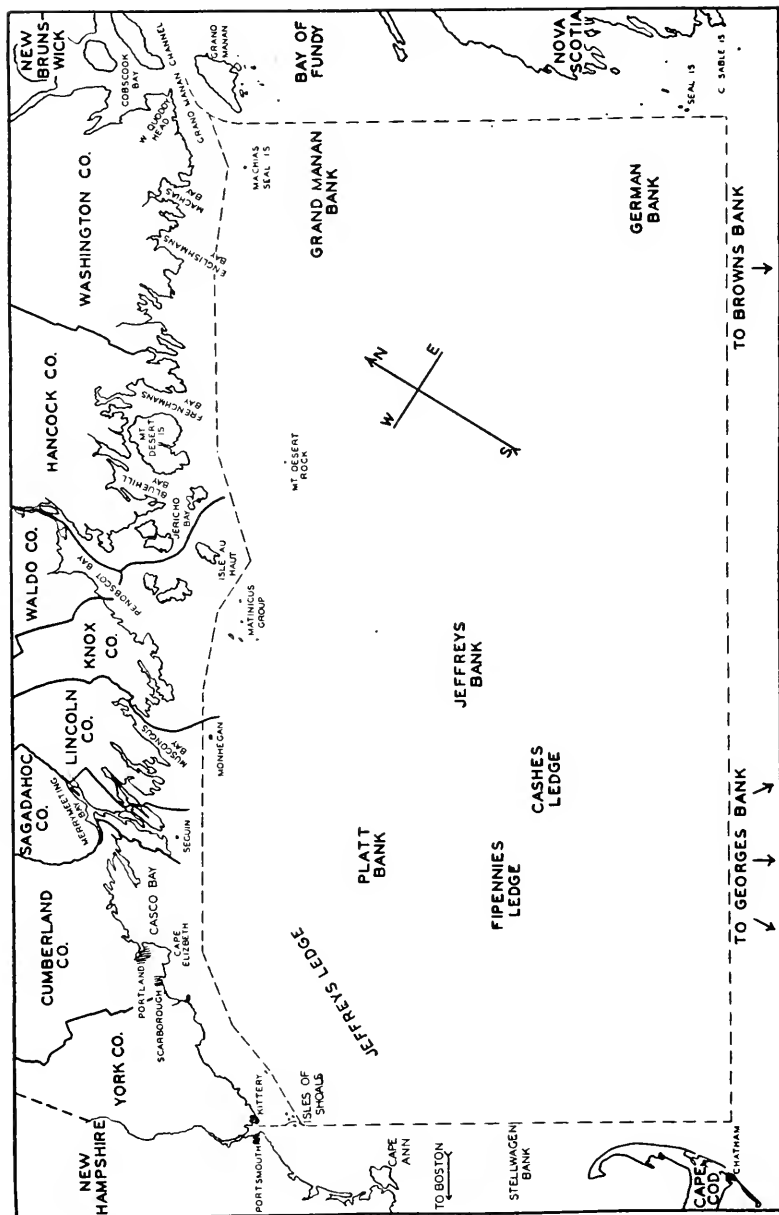 NEW
HAMPSHIRE
YORK CO.
CUMBERLAND
CO.
SAGADAHOC
CO.
LINCOLN
CO.
KNOX
CO.
WALDO CO.
HANCOCK CO.
WASHINGTON CO.
NEW
BRUNS-
WICK
COBSCOOK
BAY
W QUODDY
HEAD
GRAND MANAN CHANNEL
GRAND
MANAN
MACHIAS
BAY
ENGLISHMANS
BAY
FRENCHMANS
BAY
MT
DESERT
IS
BLUEHILL
BAY
JERICHO
BAY
PENOBSCOT BAY
ISLE AU
HAUT
MATINICUS
GROUP
MUSCONGUS
BAY
MERRYMEETING
BAY
MONHEGAN
SEGUIN
CASCO BAY
PORTLAND
CAPE
ELIZBETH
SCARBOROUGH
KITTERY
PORTSMOUTH
ISLES OF
SHOALS
MACHIAS
SEAL IS
BAY OF
FUNDY
MT DESERT
ROCK
GRAND MANAN
BANK
N
W
E
S
JEFFREYS LEDGE
PLATT
BANK
JEFFREYS
BANK
FIPENNIES
LEDGE
CASHES
LEDGE
GERMAN
BANK
NOVA
SCOTIA
SEAL IS
C SABLE IS
CAPE
ANN
TO BOSTON
STELLWAGEN
BANK
CAPE
COD
CHATHAM
TO GEORGES BANK
TO BROWNS BANK